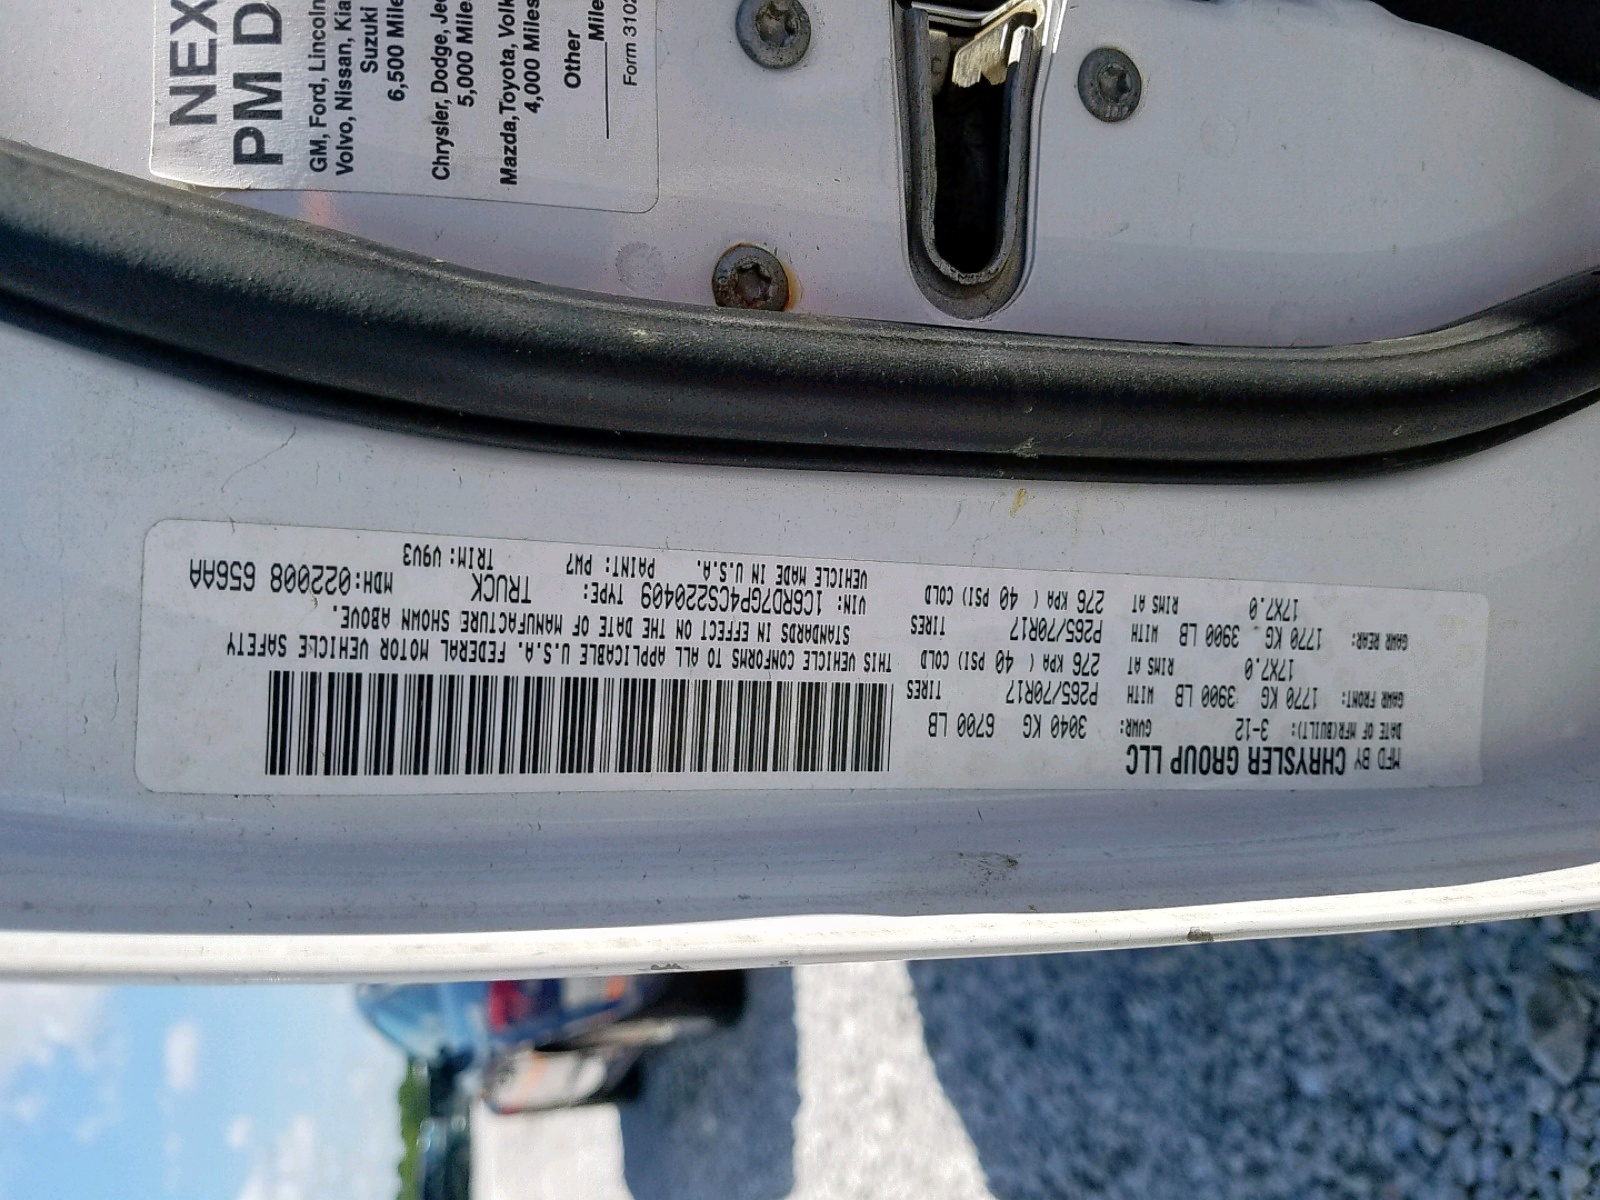 NEX
PM D
GM, Ford, Lincoln
Volvo, Nissan, Kia
Suzuki
6,500 Mile
Chrysler, Dodge, Je
5,000 Mile
Mazda, Toyota, Volk
4,000 Miles
Other
Mile
Form 3102
MFD BY CHRYSLER GROUP LLC
DATE OF MFR(BUILT): 3-12 GVWR: 3040 KG 6700 LB
GAWR FRONT: 1770 KG 3900 LB WITH P265/70R17 TIRES
17X7.0 RIMS AT 276 KPA ( 40 PSI) COLD
GAWR REAR: 1770 KG 3900 LB WITH P265/70R17 TIRES
17X7.0 RIMS AT 276 KPA ( 40 PSI) COLD
THIS VEHICLE CONFORMS TO ALL APPLICABLE U.S.A. FEDERAL MOTOR VEHICLE SAFETY
STANDARDS IN EFFECT ON THE DATE OF MANUFACTURE SHOWN ABOVE.
VIN: 1C6RD7GP4CS220409 TYPE: TRUCK MDH:022008 656AA
VEHICLE MADE IN U.S.A. PAINT: PW7 TRIM: V9V3